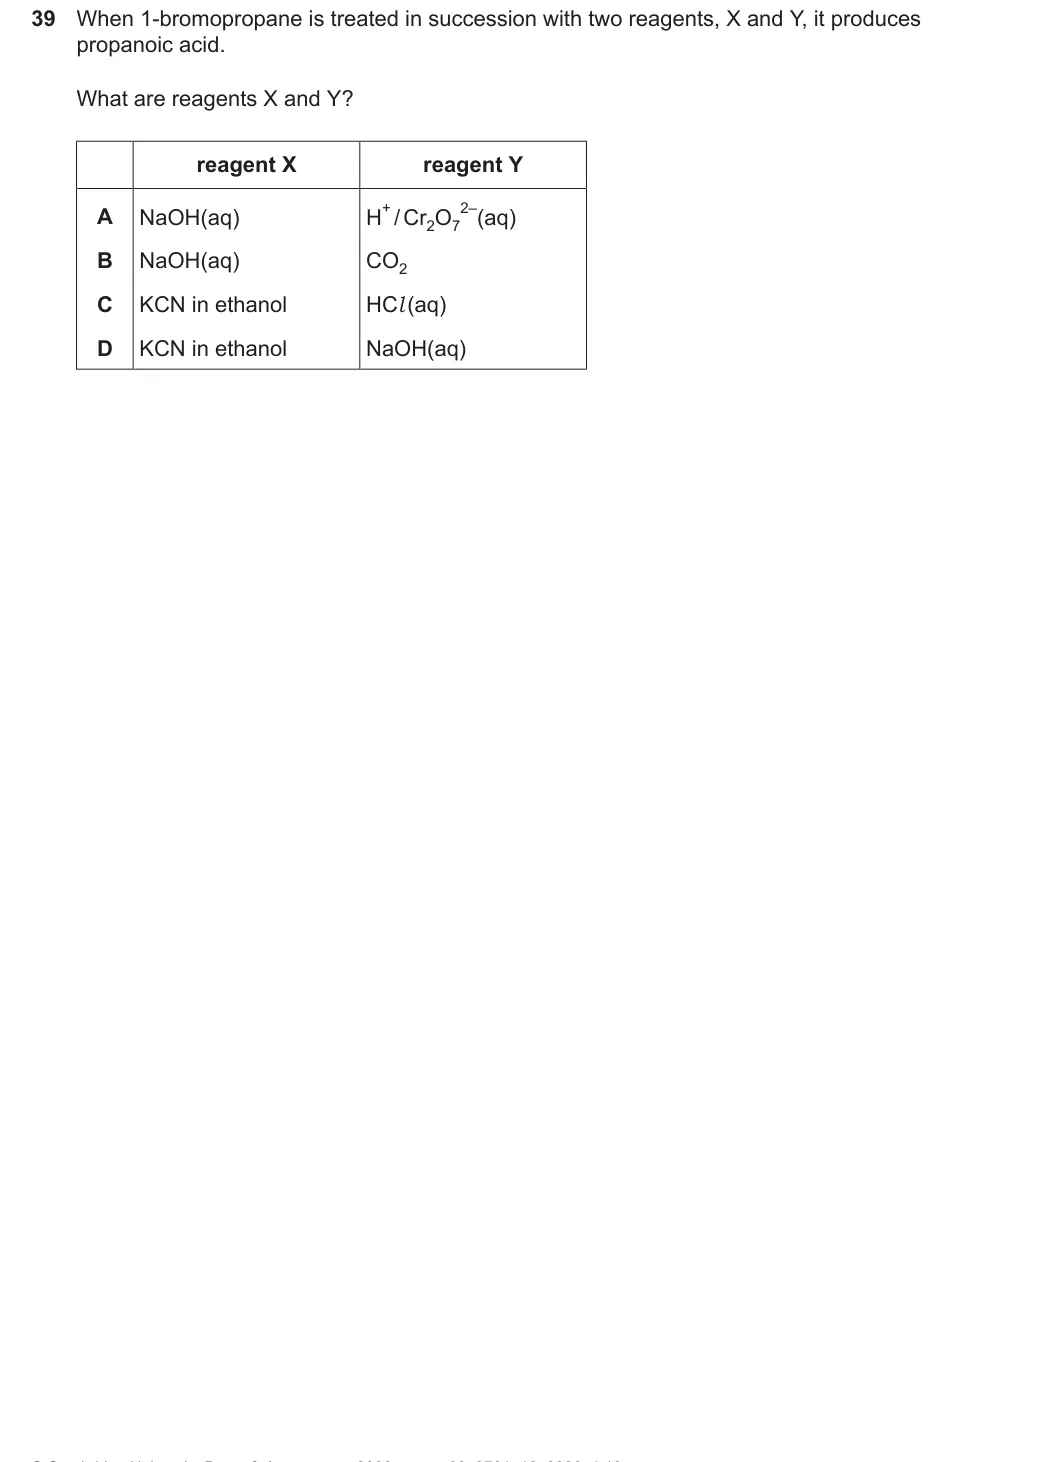 39 When 1-bromopropane is treated in succession with two reagents, X and Y, it produces
propanoic acid.
What are reagents X and Y?
reagent X reagent Y
A NaOH(aq) H⁺/Cr₂O₇²⁻(aq)
B NaOH(aq) CO₂
C KCN in ethanol HCl(aq)
D KCN in ethanol NaOH(aq)